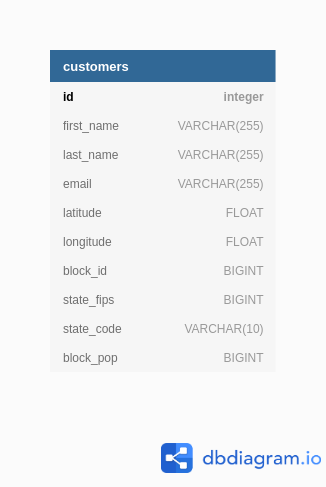 customers
id integer
first_name VARCHAR(255)
last_name VARCHAR(255)
email VARCHAR(255)
latitude FLOAT
longitude FLOAT
block_id BIGINT
state_fips BIGINT
state_code VARCHAR(10)
block_pop BIGINT
dbdiagram.io